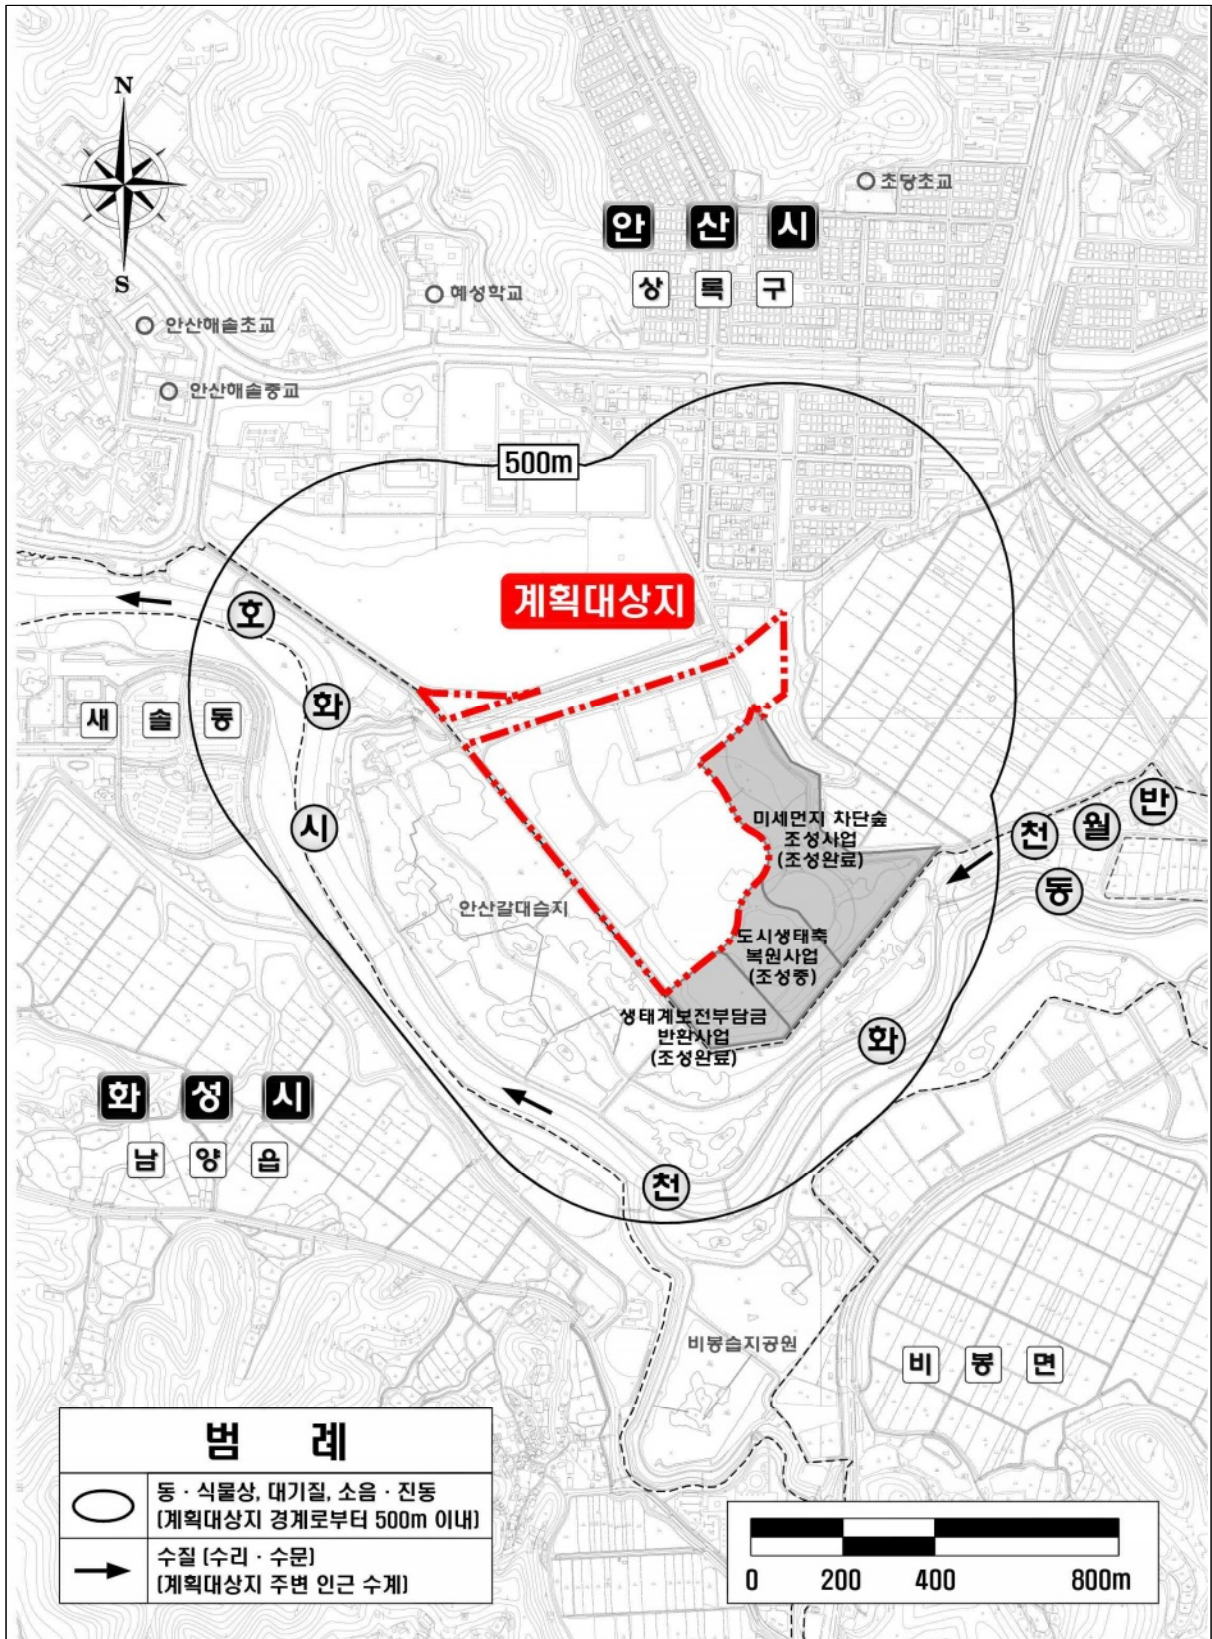 N
S
초당초교
안 산 시
상 록 구
혜성학교
안산해솔초교
안산해솔중교
500m
계획대상지
호
화
시
새 솔 동
반
월
천
동
화
천
미세먼지 차단숲
조성사업
(조성완료)
안산갈대습지
도시생태축
복원사업
(조성중)
생태계보전부담금
반환사업
(조성완료)
화 성 시
남 양 읍
비봉습지공원
비 봉 면
범 례
동 · 식물상, 대기질, 소음 · 진동
(계획대상지 경계로부터 500m 이내)
수질 (수리 · 수문)
(계획대상지 주변 인근 수계)
0 200 400 800m